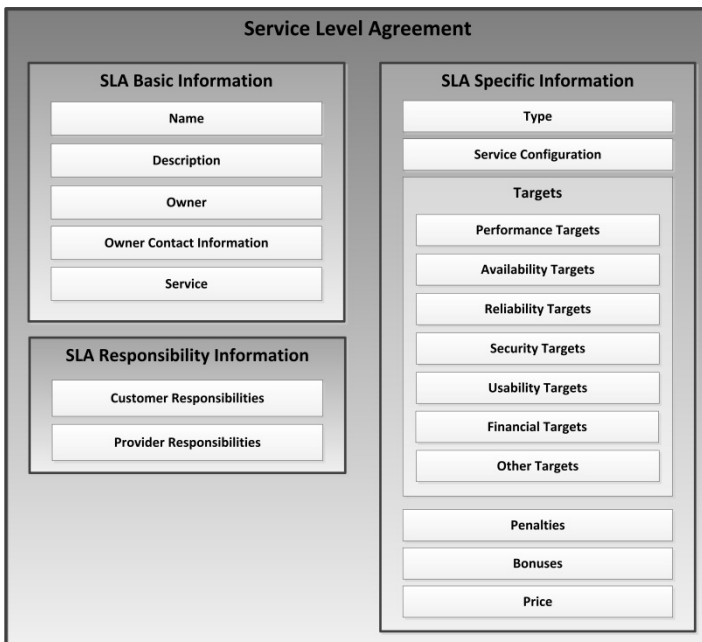 Service Level Agreement
SLA Basic Information
Name
Description
Owner
Owner Contact Information
Service
SLA Responsibility Information
Customer Responsibilities
Provider Responsibilities
SLA Specific Information
Type
Service Configuration
Targets
Performance Targets
Availability Targets
Reliability Targets
Security Targets
Usability Targets
Financial Targets
Other Targets
Penalties
Bonuses
Price